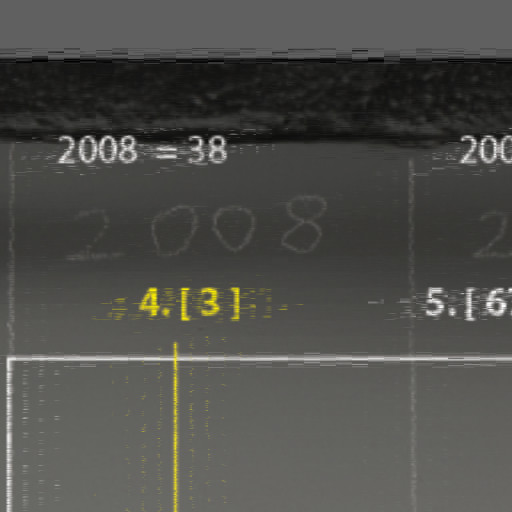 2008 = 38
2008
4. [ 3 ]